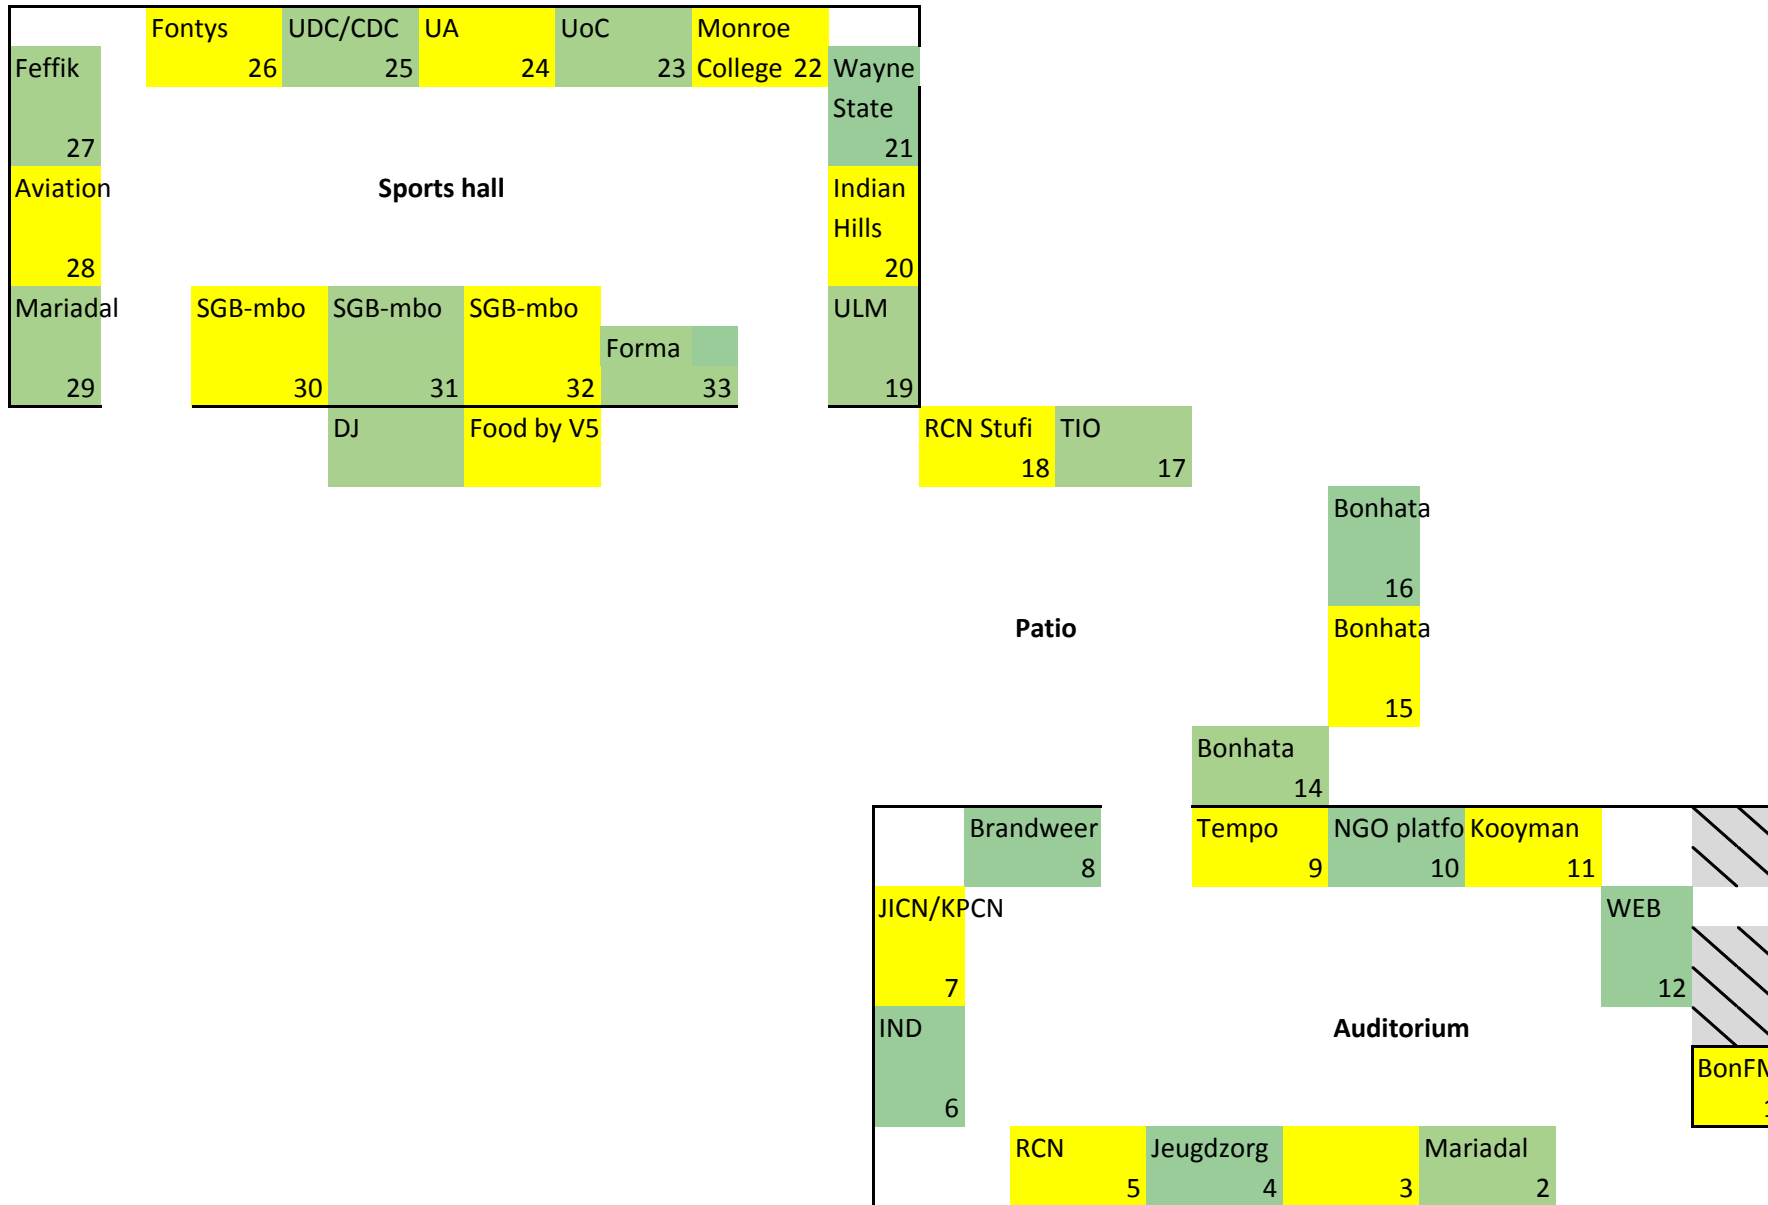 Fontys
26
UDC/CDC
25
UA
24
UoC
23
Monroe
College 22
Feffik
27
Wayne
State
21
Aviation
28
Sports hall
Indian
Hills
20
Mariadal
29
SGB-mbo
30
SGB-mbo
31
SGB-mbo
32
Forma
33
ULM
19
DJ
Food by V5
RCN Stufi
18
TIO
17
Bonhata
16
Patio
Bonhata
15
Bonhata
14
Brandweer
8
Tempo
9
NGO platfo
10
Kooyman
11
JICN/KPCN
7
WEB
12
IND
6
Auditorium
BonFM
RCN
5
Jeugdzorg
4
3
Mariadal
2